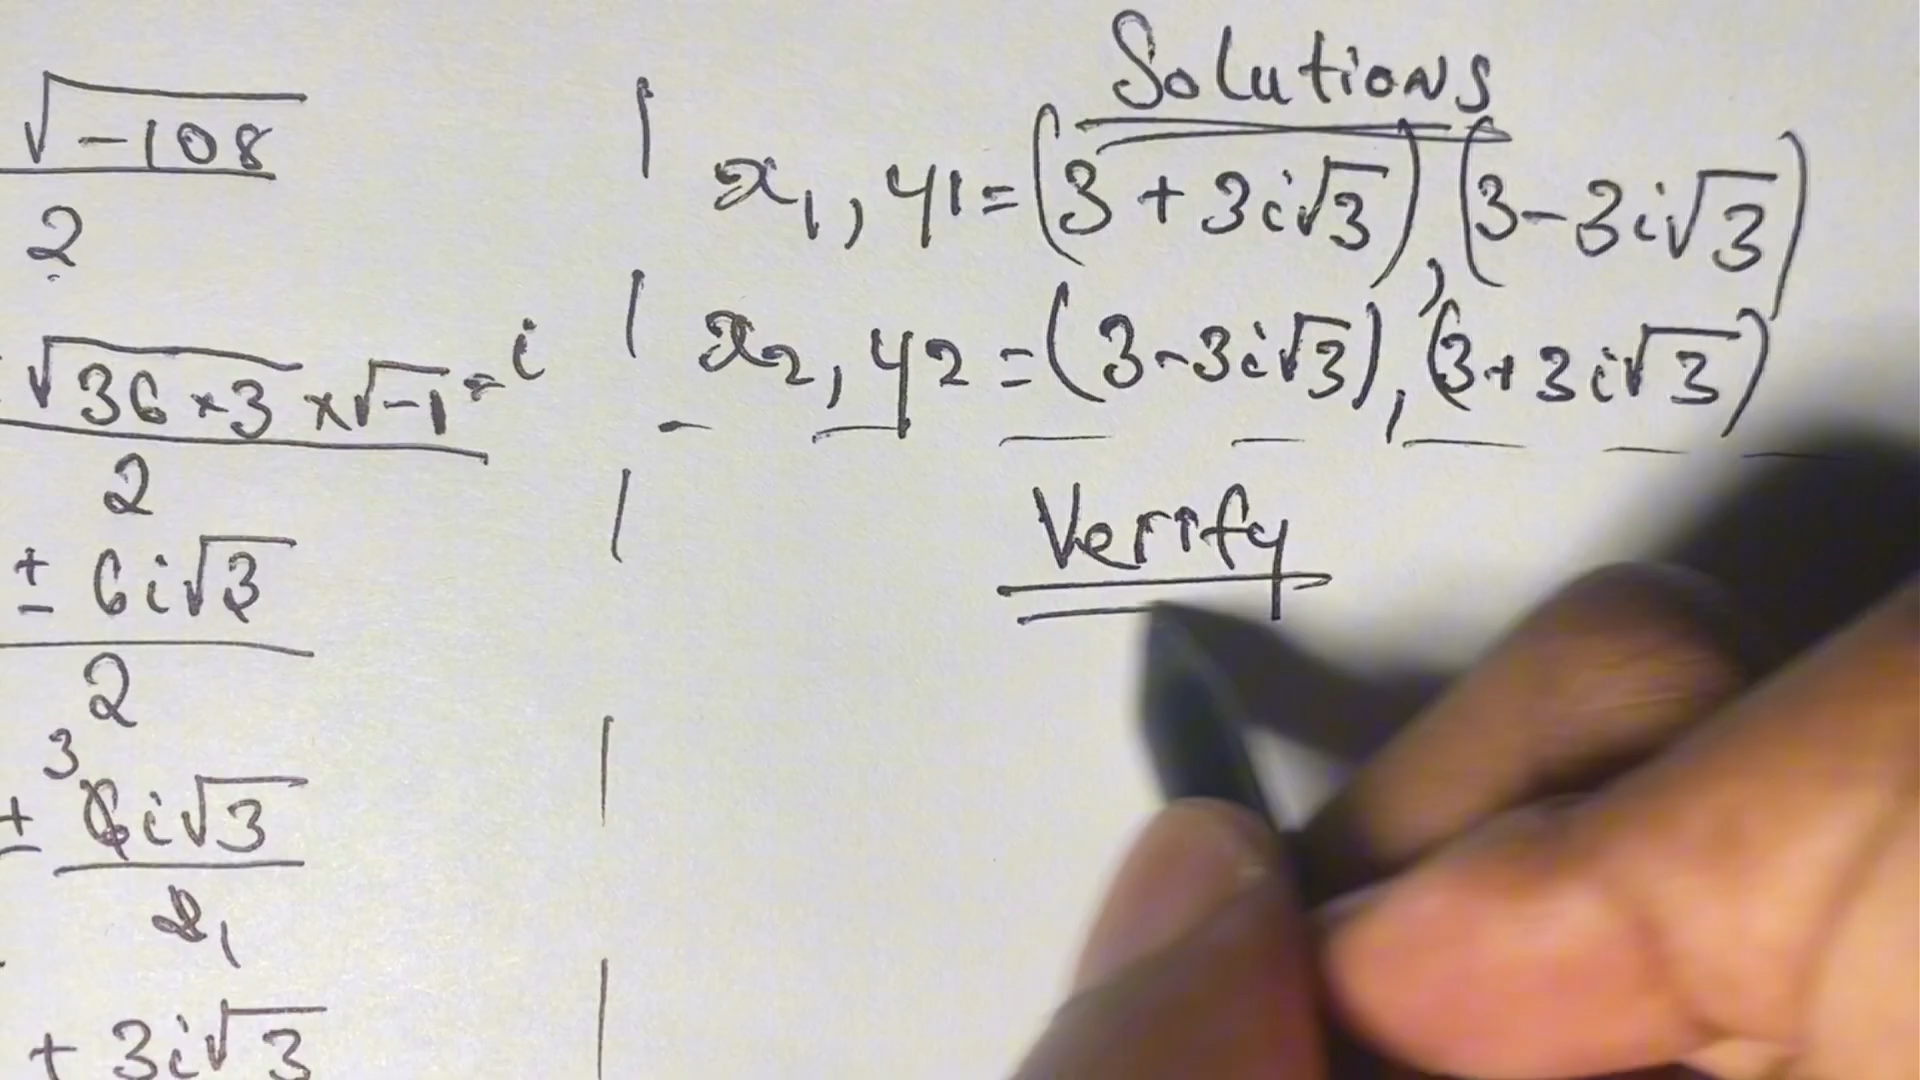 √-108
2
√36×3 ×√-1 = i
2
± 6i√3
2
± 3 6i√3
2 1
+ 3i√3
Solutions
x1, y1 = (3 + 3i√3), (3 - 3i√3)
x2, y2 = (3 - 3i√3), (3 + 3i√3)
Verify